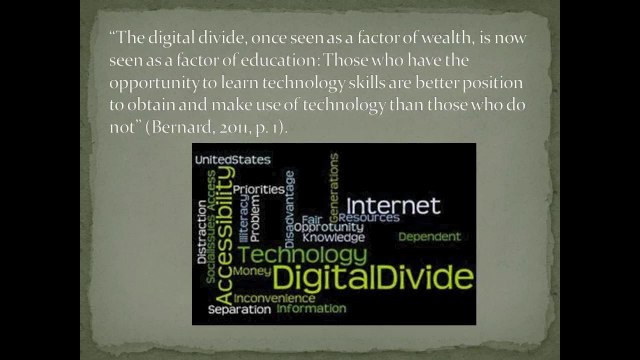 “The digital divide, once seen as a factor of wealth, is now
seen as a factor of education: Those who have the
opportunity to learn technology skills are better position
to obtain and make use of technology than those who do
not” (Bernard, 2011, p. 1).
UnitedStates
Priorities
Accessibility
Access
SocialIssues
Distraction
Illiteracy
Problem
Disadvantage
Generations
Internet
Fair
Resources
Opprotunity
Knowledge
Dependent
Technology
Money
DigitalDivide
Inconvenience
Separation
Information